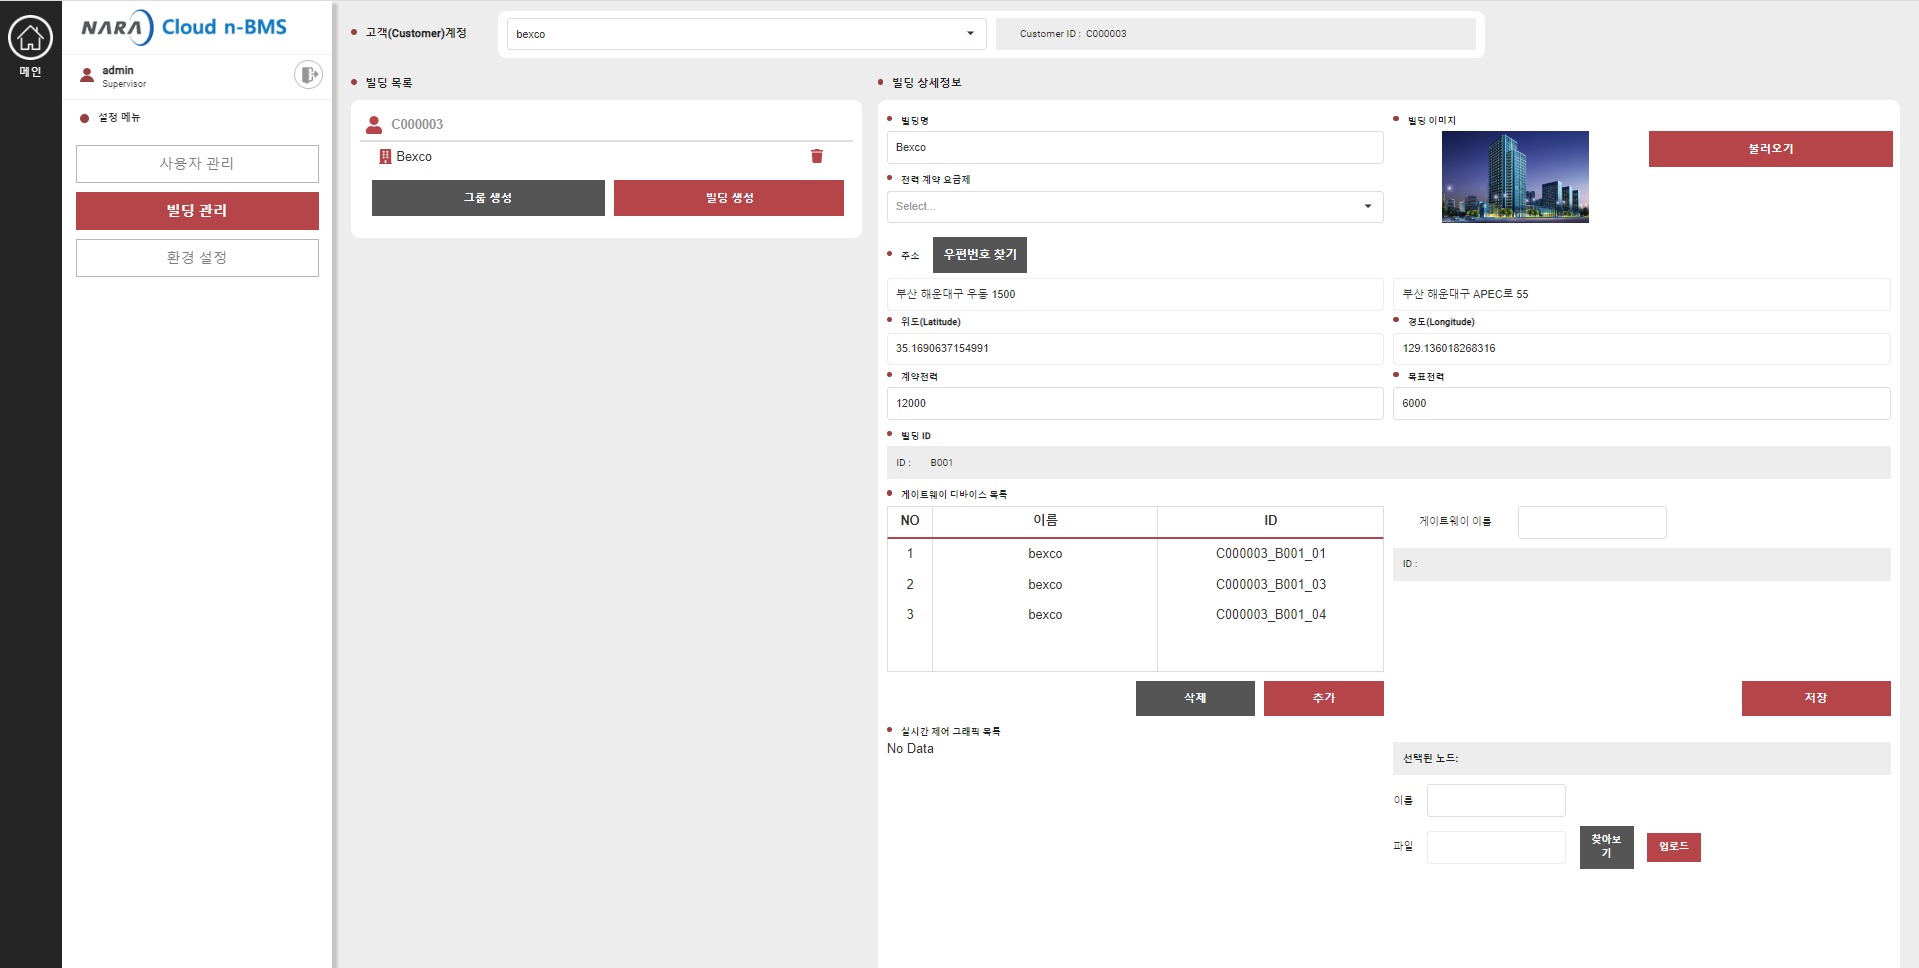 메인
NARA Cloud n-BMS
admin
Supervisor
설정 메뉴
사용자 관리
빌딩 관리
환경 설정
고객(Customer)계정
bexco
Customer ID : C000003
빌딩 목록
C000003
Bexco
그룹 생성
빌딩 생성
빌딩 상세정보
빌딩명
Bexco
빌딩 이미지
불러오기
전력 계약 요금제
Select...
주소
우편번호 찾기
부산 해운대구 우동 1500
부산 해운대구 APEC로 55
위도(Latitude)
경도(Longitude)
35.1690637154991
129.136018268316
계약전력
목표전력
12000
6000
빌딩 ID
ID : B001
게이트웨이 디바이스 목록
NO 이름 ID
1 bexco C000003_B001_01
2 bexco C000003_B001_03
3 bexco C000003_B001_04
게이트웨이 이름
ID :
삭제
추가
저장
실시간 제어 그래픽 목록
No Data
선택된 노드:
이름
파일
찾아보
기
업로드